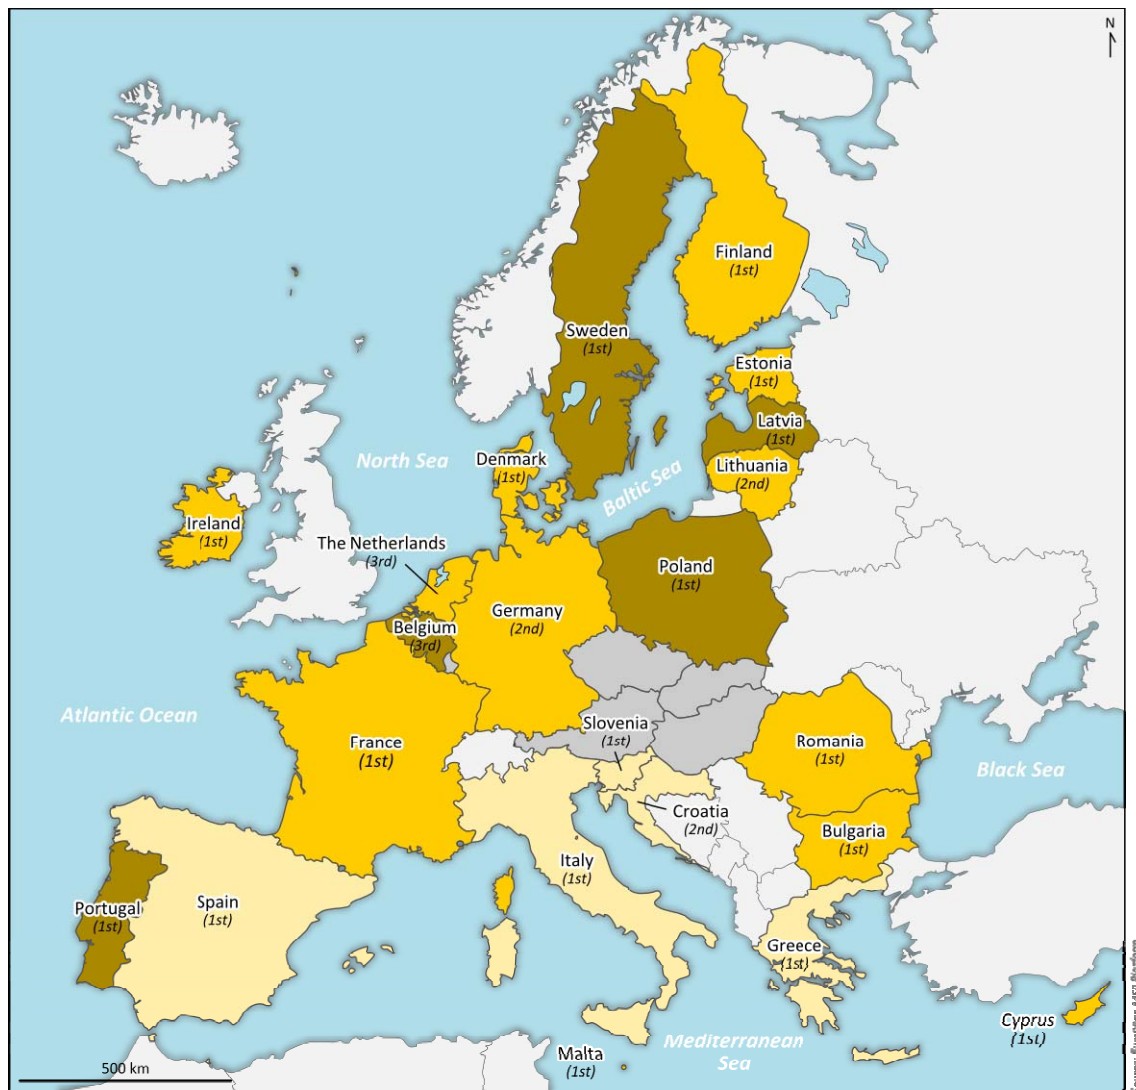 N
Finland
(1st)
Sweden
(1st)
Estonia
(1st)
Latvia
(1st)
North Sea
Denmark
(1st)
Lithuania
(2nd)
Baltic Sea
Ireland
(1st)
The Netherlands
(3rd)
Poland
(1st)
Germany
(2nd)
Belgium
(3rd)
Atlantic Ocean
Slovenia
(1st)
France
(1st)
Romania
(1st)
Black Sea
Croatia
(2nd)
Bulgaria
(1st)
Italy
(1st)
Spain
(1st)
Portugal
(1st)
Greece
(1st)
Cyprus
(1st)
Mediterranean
Sea
Malta
(1st)
500 km